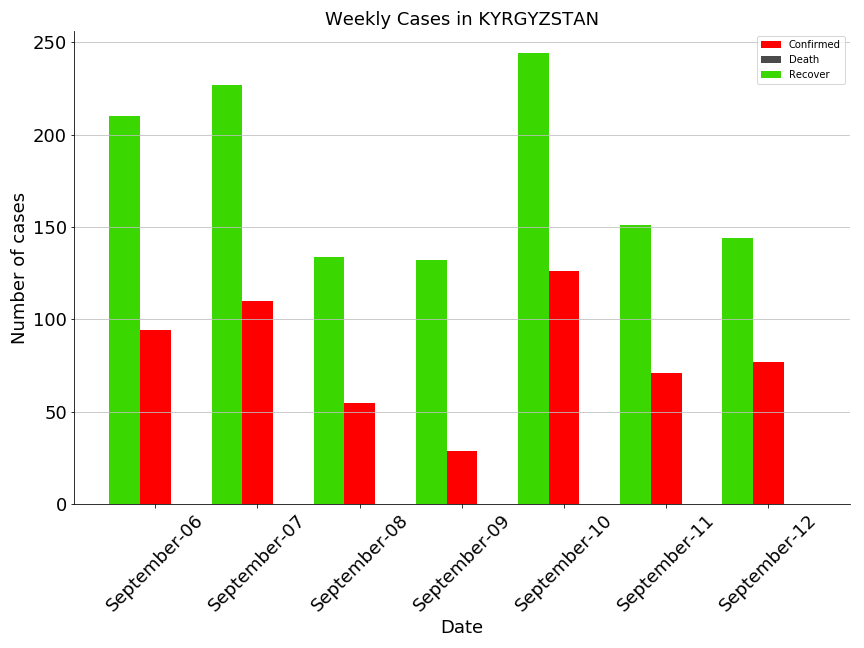 Weekly Cases in KYRGYZSTAN
Confirmed
Death
Recover
Number of cases
250
200
150
100
50
0
September-06
September-07
September-08
September-09
September-10
September-11
September-12
Date